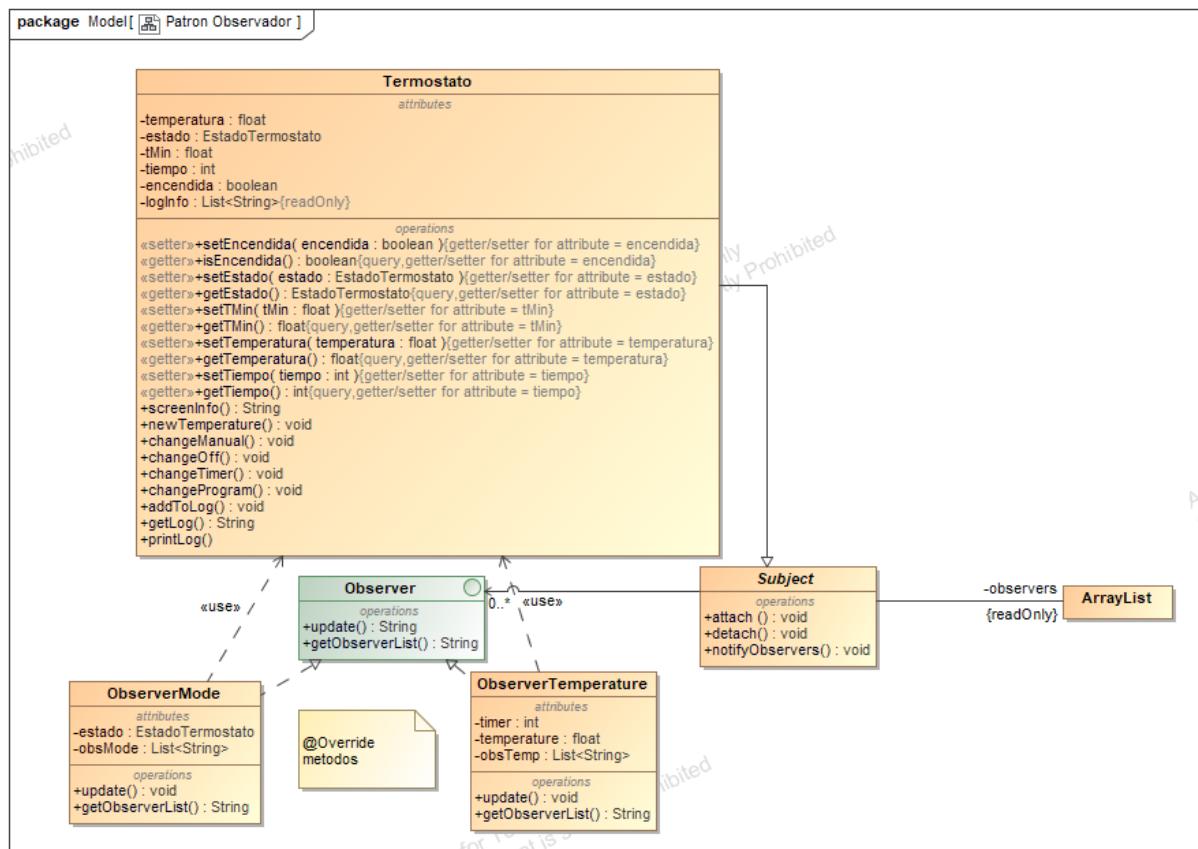 package Model[ Patron Observador ]
Termostato
attributes
-temperatura : float
-estado : EstadoTermostato
-tMin : float
-tiempo : int
-encendida : boolean
-logInfo : List<String>{readOnly}
operations
«setter»+setEncendida( encendida : boolean ){getter/setter for attribute = encendida}
«getter»+isEncendida() : boolean{query,getter/setter for attribute = encendida}
«setter»+setEstado( estado : EstadoTermostato ){getter/setter for attribute = estado}
«getter»+getEstado() : EstadoTermostato{query,getter/setter for attribute = estado}
«setter»+setTMin( tMin : float ){getter/setter for attribute = tMin}
«getter»+getTMin() : float{query,getter/setter for attribute = tMin}
«setter»+setTemperatura( temperatura : float ){getter/setter for attribute = temperatura}
«getter»+getTemperatura() : float{query,getter/setter for attribute = temperatura}
«setter»+setTiempo( tiempo : int ){getter/setter for attribute = tiempo}
«getter»+getTiempo() : int{query,getter/setter for attribute = tiempo}
+screenInfo() : String
+newTemperature() : void
+changeManual() : void
+changeOff() : void
+changeTimer() : void
+changeProgram() : void
+addToLog() : void
+getLog() : String
+printLog()
Prohibited
«use»
Observer
operations
+update() : String
+getObserverList() : String
0..*
«use»
Subject
operations
+attach () : void
+detach() : void
+notifyObservers() : void
-observers
{readOnly}
ArrayList
ObserverMode
attributes
-estado : EstadoTermostato
-obsMode : List<String>
operations
+update() : void
+getObserverList() : String
@Override
metodos
ObserverTemperature
attributes
-timer : int
-temperature : float
-obsTemp : List<String>
operations
+update() : void
+getObserverList() : String